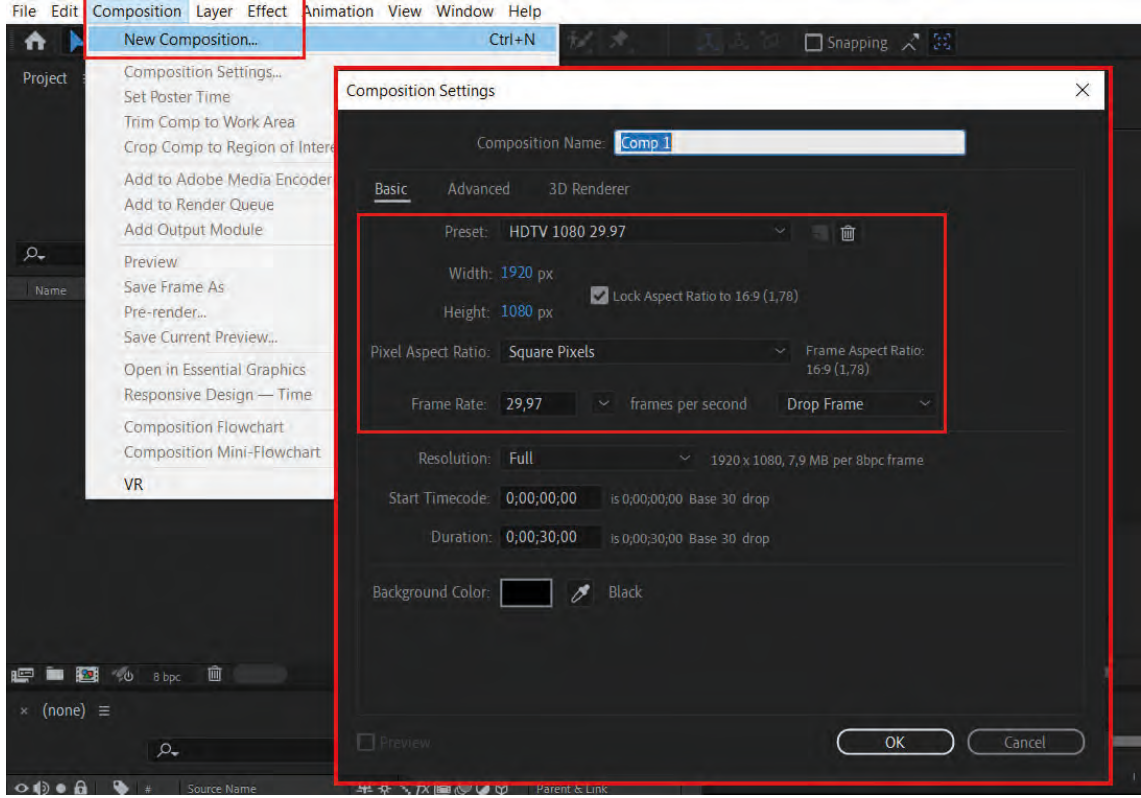 File Edit Composition Layer Effect Animation View Window Help
New Composition... Ctrl+N
Snapping
Project
Composition Settings...
Set Poster Time
Trim Comp to Work Area
Crop Comp to Region of Intere
Add to Adobe Media Encoder
Add to Render Queue
Add Output Module
Preview
Save Frame As
Pre-render...
Save Current Preview...
Open in Essential Graphics
Responsive Design — Time
Composition Flowchart
Composition Mini-Flowchart
VR
Name
8 bpc
(none)
# Source Name
Parent & Link
Composition Settings
Composition Name: Comp 1
Basic Advanced 3D Renderer
Preset: HDTV 1080 29.97
Width: 1920 px
Lock Aspect Ratio to 16:9 (1,78)
Height: 1080 px
Pixel Aspect Ratio: Square Pixels
Frame Aspect Ratio:
16:9 (1,78)
Frame Rate: 29,97 frames per second Drop Frame
Resolution: Full 1920 x 1080, 7,9 MB per 8bpc frame
Start Timecode: 0;00;00;00 is 0;00;00;00 Base 30 drop
Duration: 0;00;30;00 is 0;00;30;00 Base 30 drop
Background Color: Black
Preview
OK Cancel